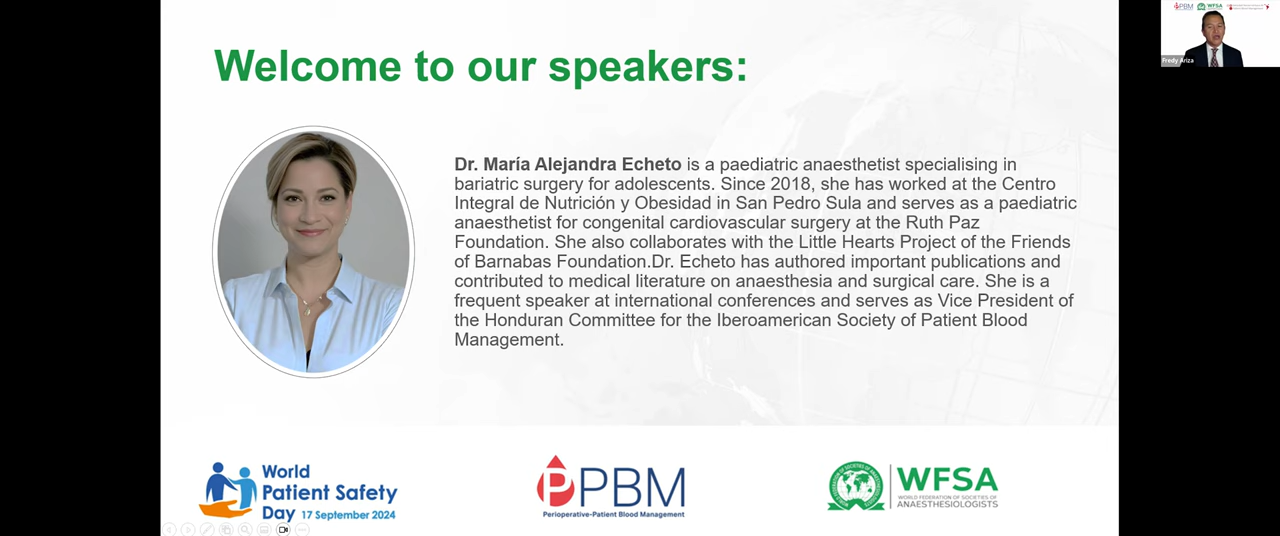 Welcome to our speakers:
Dr. María Alejandra Echeto is a paediatric anaesthetist specialising in
bariatric surgery for adolescents. Since 2018, she has worked at the Centro
Integral de Nutrición y Obesidad in San Pedro Sula and serves as a paediatric
anaesthetist for congenital cardiovascular surgery at the Ruth Paz
Foundation. She also collaborates with the Little Hearts Project of the Friends
of Barnabas Foundation.Dr. Echeto has authored important publications and
contributed to medical literature on anaesthesia and surgical care. She is a
frequent speaker at international conferences and serves as Vice President of
the Honduran Committee for the Iberoamerican Society of Patient Blood
Management.
World
Patient Safety
Day 17 September 2024
PPBM
Perioperative-Patient Blood Management
WFSA
WORLD FEDERATION OF SOCIETIES OF
ANAESTHESIOLOGISTS
PBM
WFSA
Fredy Ariza